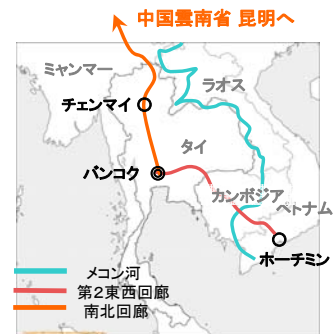 中国雲南省 昆明へ
ミャンマー
ラオス
チェンマイ
タイ
バンコク
カンボジア
ベトナム
ホーチミン
メコン河
第2東西回廊
南北回廊